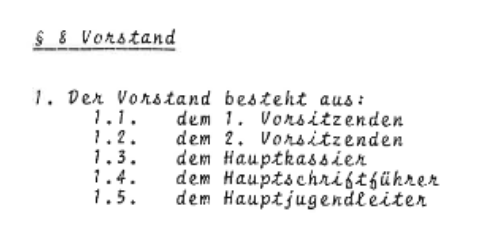 § 8 Vorstand
1. Der Vorstand besteht aus:
1.1. dem 1. Vorsitzenden
1.2. dem 2. Vorsitzenden
1.3. dem Hauptkassier
1.4. dem Hauptschriftführer
1.5. dem Hauptjugendleiter